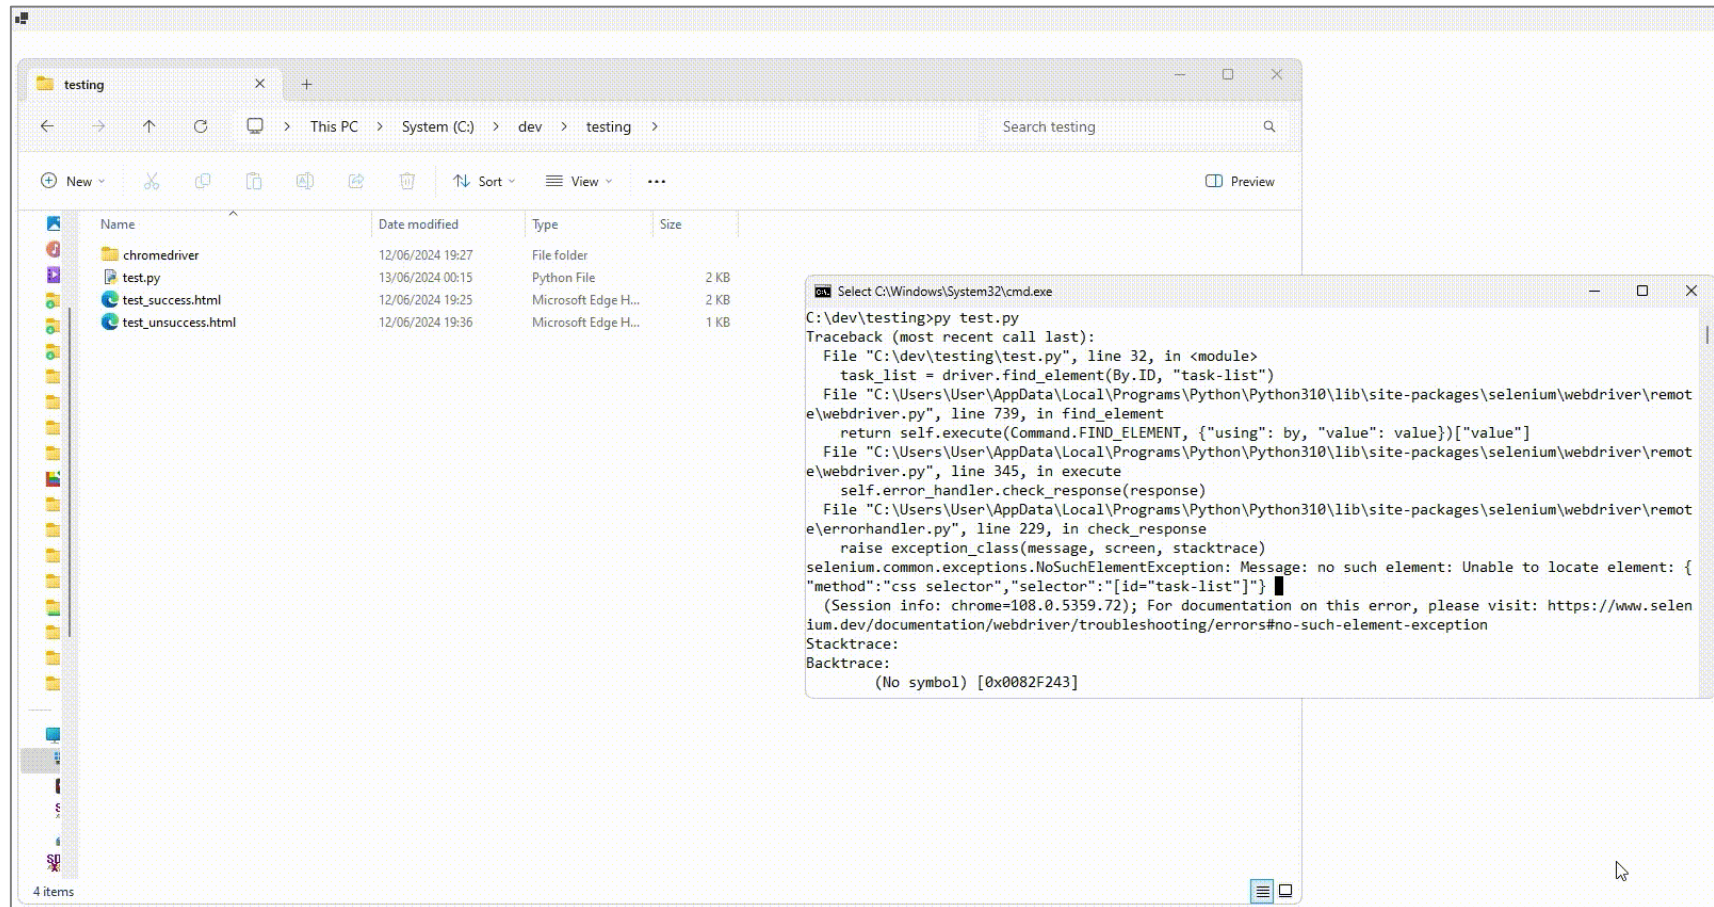 testing
This PC > System (C:) > dev > testing >
Search testing
New
Sort
View
Preview
Name Date modified Type Size
chromedriver 12/06/2024 19:27 File folder
test.py 13/06/2024 00:15 Python File 2 KB
test_success.html 12/06/2024 19:25 Microsoft Edge H... 2 KB
test_unsuccess.html 12/06/2024 19:36 Microsoft Edge H... 1 KB
4 items
Select C:\Windows\System32\cmd.exe
C:\dev\testing>py test.py
Traceback (most recent call last):
  File "C:\dev\testing\test.py", line 32, in <module>
    task_list = driver.find_element(By.ID, "task-list")
  File "C:\Users\User\AppData\Local\Programs\Python\Python310\lib\site-packages\selenium\webdriver\remot
e\webdriver.py", line 739, in find_element
    return self.execute(Command.FIND_ELEMENT, {"using": by, "value": value})["value"]
  File "C:\Users\User\AppData\Local\Programs\Python\Python310\lib\site-packages\selenium\webdriver\remot
e\webdriver.py", line 345, in execute
    self.error_handler.check_response(response)
  File "C:\Users\User\AppData\Local\Programs\Python\Python310\lib\site-packages\selenium\webdriver\remot
e\errorhandler.py", line 229, in check_response
    raise exception_class(message, screen, stacktrace)
selenium.common.exceptions.NoSuchElementException: Message: no such element: Unable to locate element: {
"method":"css selector","selector":"[id="task-list"]"}
  (Session info: chrome=108.0.5359.72); For documentation on this error, please visit: https://www.selen
ium.dev/documentation/webdriver/troubleshooting/errors#no-such-element-exception
Stacktrace:
Backtrace:
        (No symbol) [0x0082F243]